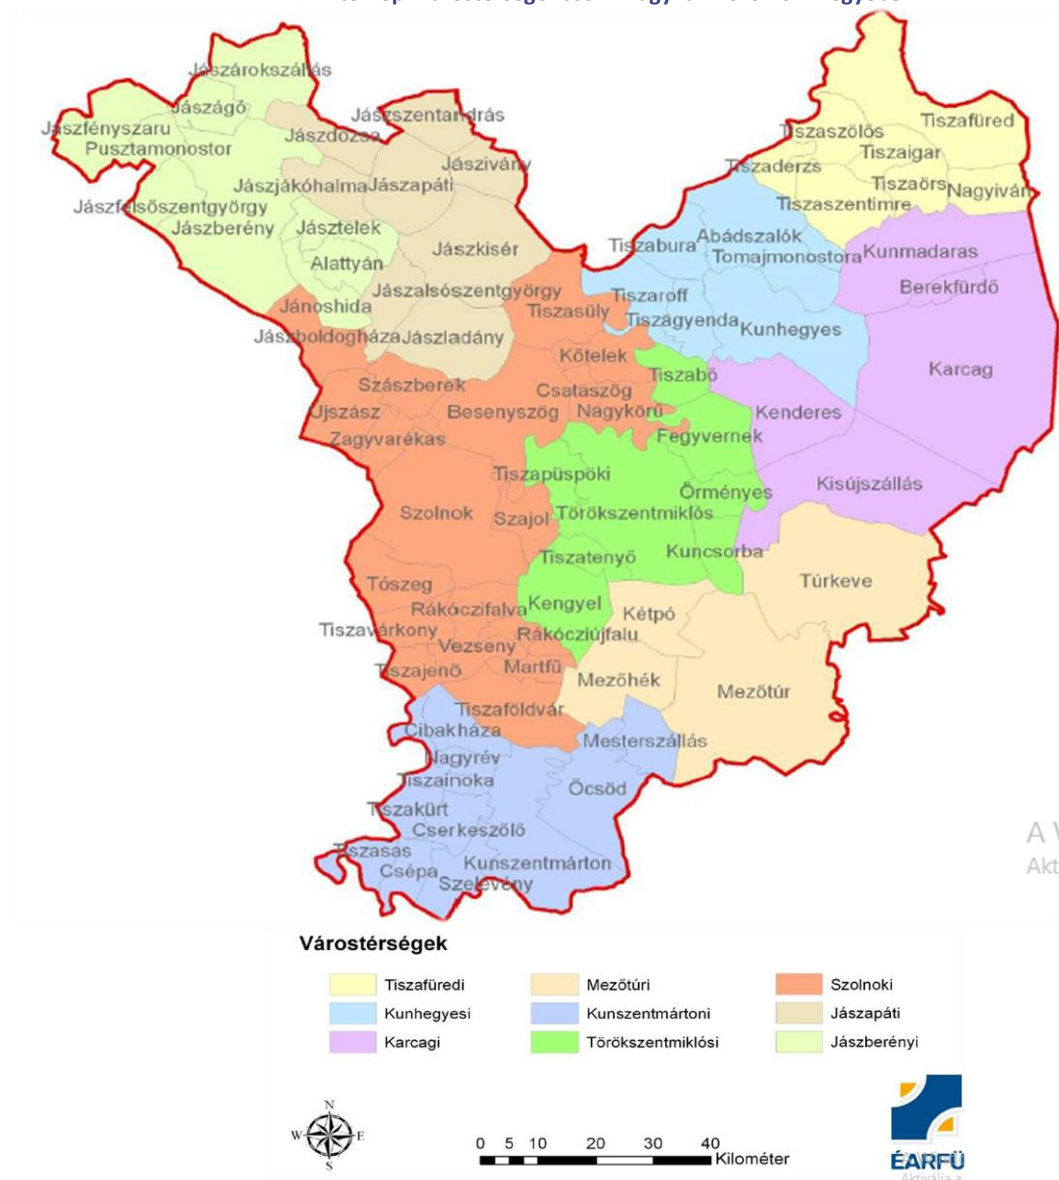 Jászárokszállás
Jászágó
Jászszentandrás
Jászfényszaru
Jászdózsa
Pusztamonostor
Jászivány
Jászjákóhalma
Jászapáti
Jászfelsőszentgyörgy
Jászberény
Jásztelek
Jászkisér
Alattyán
Jászalsószentgyörgy
Jánoshida
Jászboldogháza
Jászladány
Tiszafüred
Tiszaszőlős
Tiszaigar
Tiszaderzs
Tiszaörs
Nagyiván
Tiszaszentimre
Tiszabura
Abádszalók
Tomajmonostora
Kunmadaras
Berekfürdő
Tiszaroff
Tiszasüly
Tiszagyenda
Kunhegyes
Karcag
Kőtelek
Tiszabő
Szászberek
Csataszög
Újszász
Besenyszög
Nagykörű
Kenderes
Zagyvarékas
Fegyvernek
Tiszapüspöki
Kisújszállás
Örményes
Szolnok
Szajol
Törökszentmiklós
Tiszatenyő
Kuncsorba
Túrkeve
Tószeg
Rákóczifalva
Kengyel
Kétpó
Tiszavárkony
Vezseny
Rákócziújfalu
Tiszajenő
Martfű
Mezőhék
Mezőtúr
Tiszaföldvár
Cibakháza
Mesterszállás
Nagyrév
Tiszainoka
Öcsöd
Tiszakürt
Cserkeszőlő
Tiszasas
Csépa
Kunszentmárton
Szelevény
Várostérségek
Tiszafüredi
Mezőtúri
Szolnoki
Kunhegyesi
Kunszentmártoni
Jászapáti
Karcagi
Törökszentmiklósi
Jászberényi
N
W E
S
0 5 10 20 30 40
Kilométer
ÉARFÜ